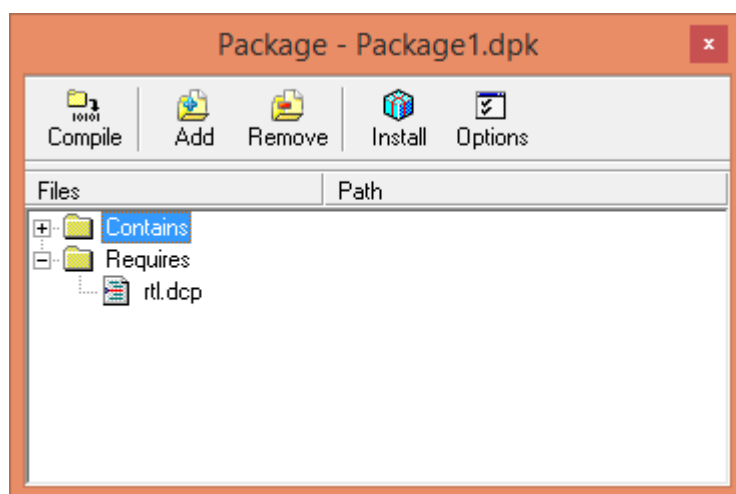 Package - Package1.dpk
x
Compile Add Remove Install Options
Files Path
Contains
Requires
rtl.dcp